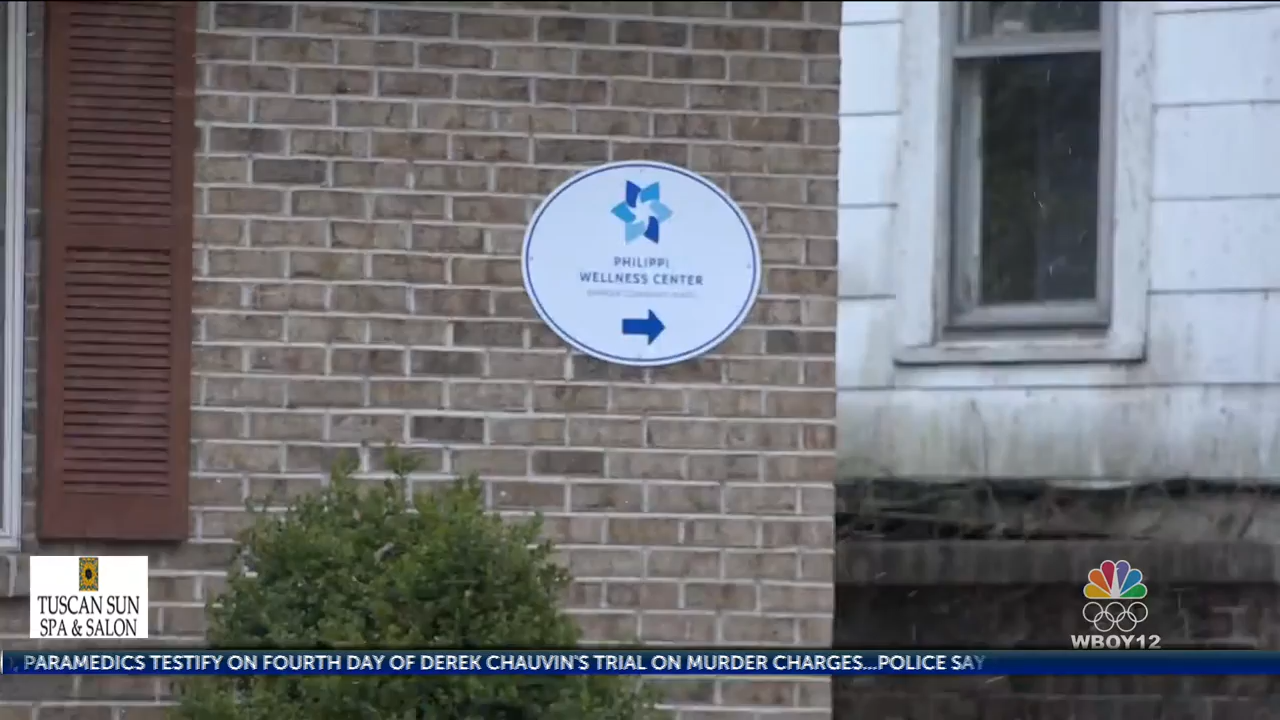 PHILIPPI
WELLNESS CENTER
TUSCAN SUN
SPA & SALON
WBOY12
PARAMEDICS TESTIFY ON FOURTH DAY OF DEREK CHAUVIN'S TRIAL ON MURDER CHARGES...POLICE SAY